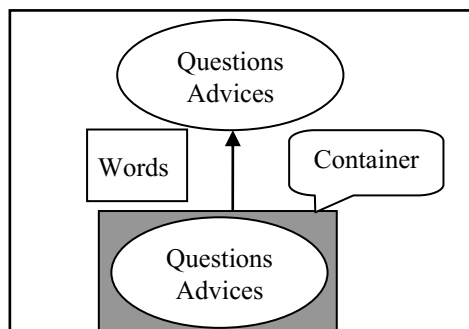 Questions
Advices
Words
Container
Questions
Advices